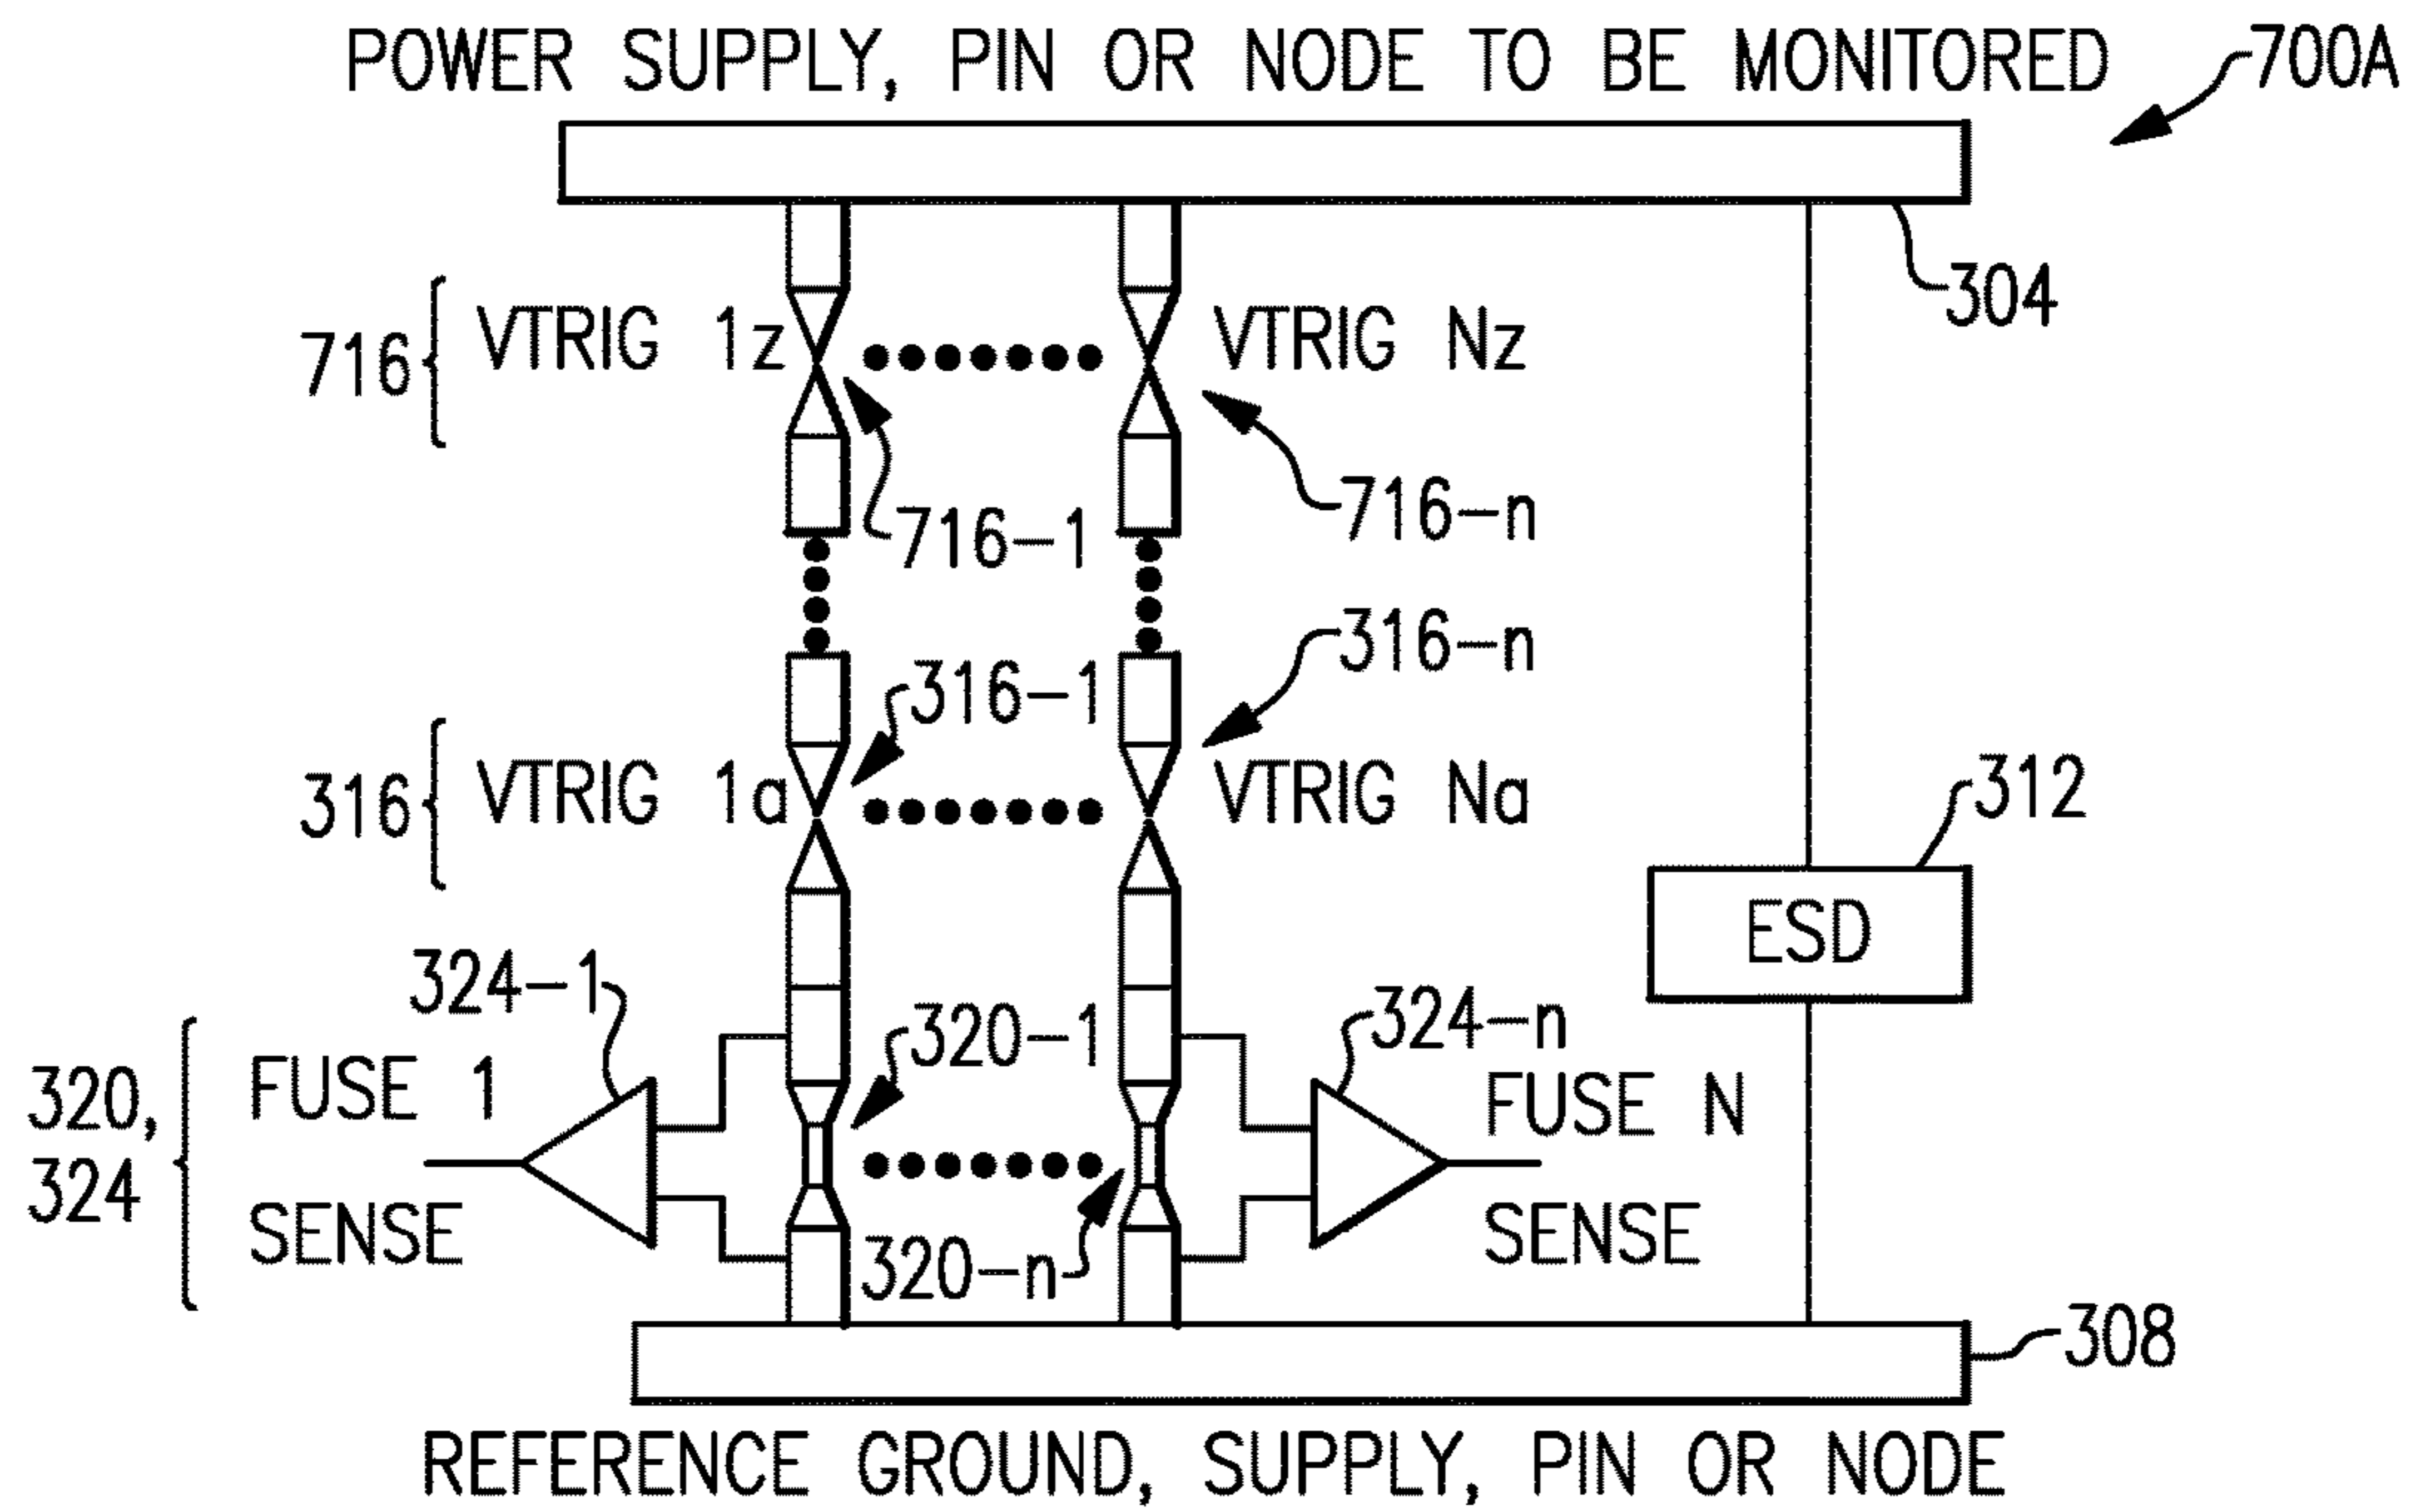 POWER SUPPLY, PIN OR NODE TO BE MONITORED
700A
304
716
VTRIG 1z
VTRIG Nz
716-1
716-n
316-1
316-n
316
VTRIG 1a
VTRIG Na
312
ESD
324-1
320-1
324-n
320,
324
FUSE 1
SENSE
FUSE N
SENSE
320-n
308
REFERENCE GROUND, SUPPLY, PIN OR NODE